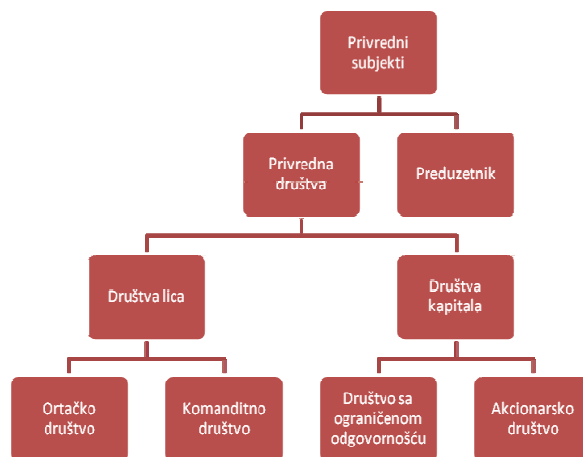 Privredni
subjekti
Privredna
društva
Preduzetnik
Društva lica
Društva
kapitala
Ortačko
društvo
Komanditno
društvo
Društvo sa
ograničenom
odgovornošću
Akcionarsko
društvo